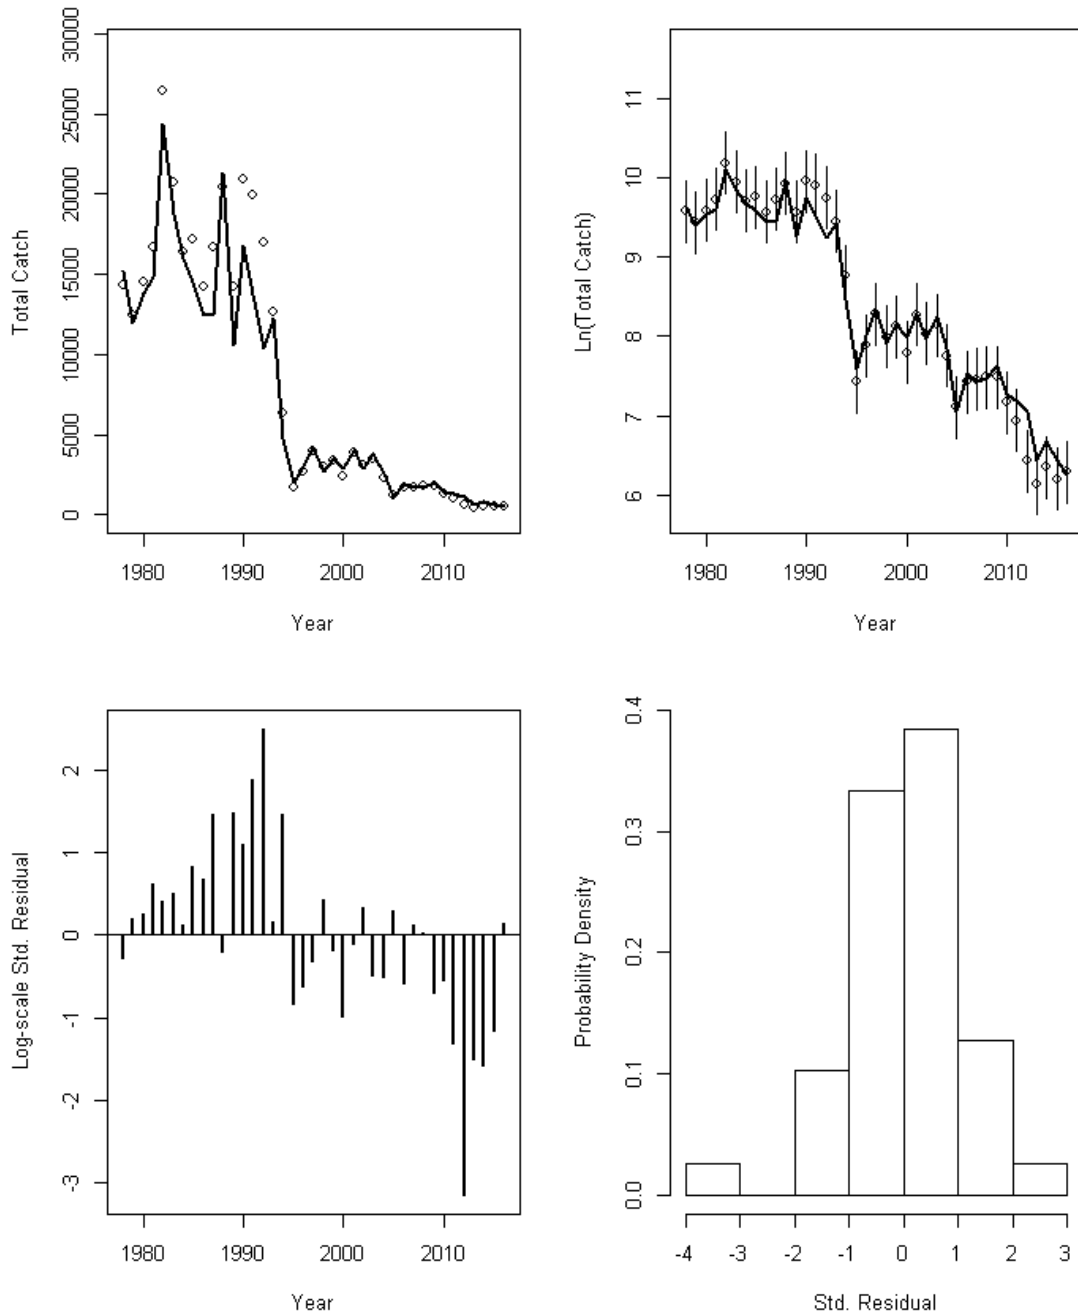 Total Catch
30000
25000
20000
15000
10000
5000
0
1980 1990 2000 2010
Year
Ln(Total Catch)
11
10
9
8
7
6
1980 1990 2000 2010
Year
Log-scale Std. Residual
2
1
0
-1
-2
-3
1980 1990 2000 2010
Year
Probability Density
0.4
0.3
0.2
0.1
0.0
-4 -3 -2 -1 0 1 2 3
Std. Residual